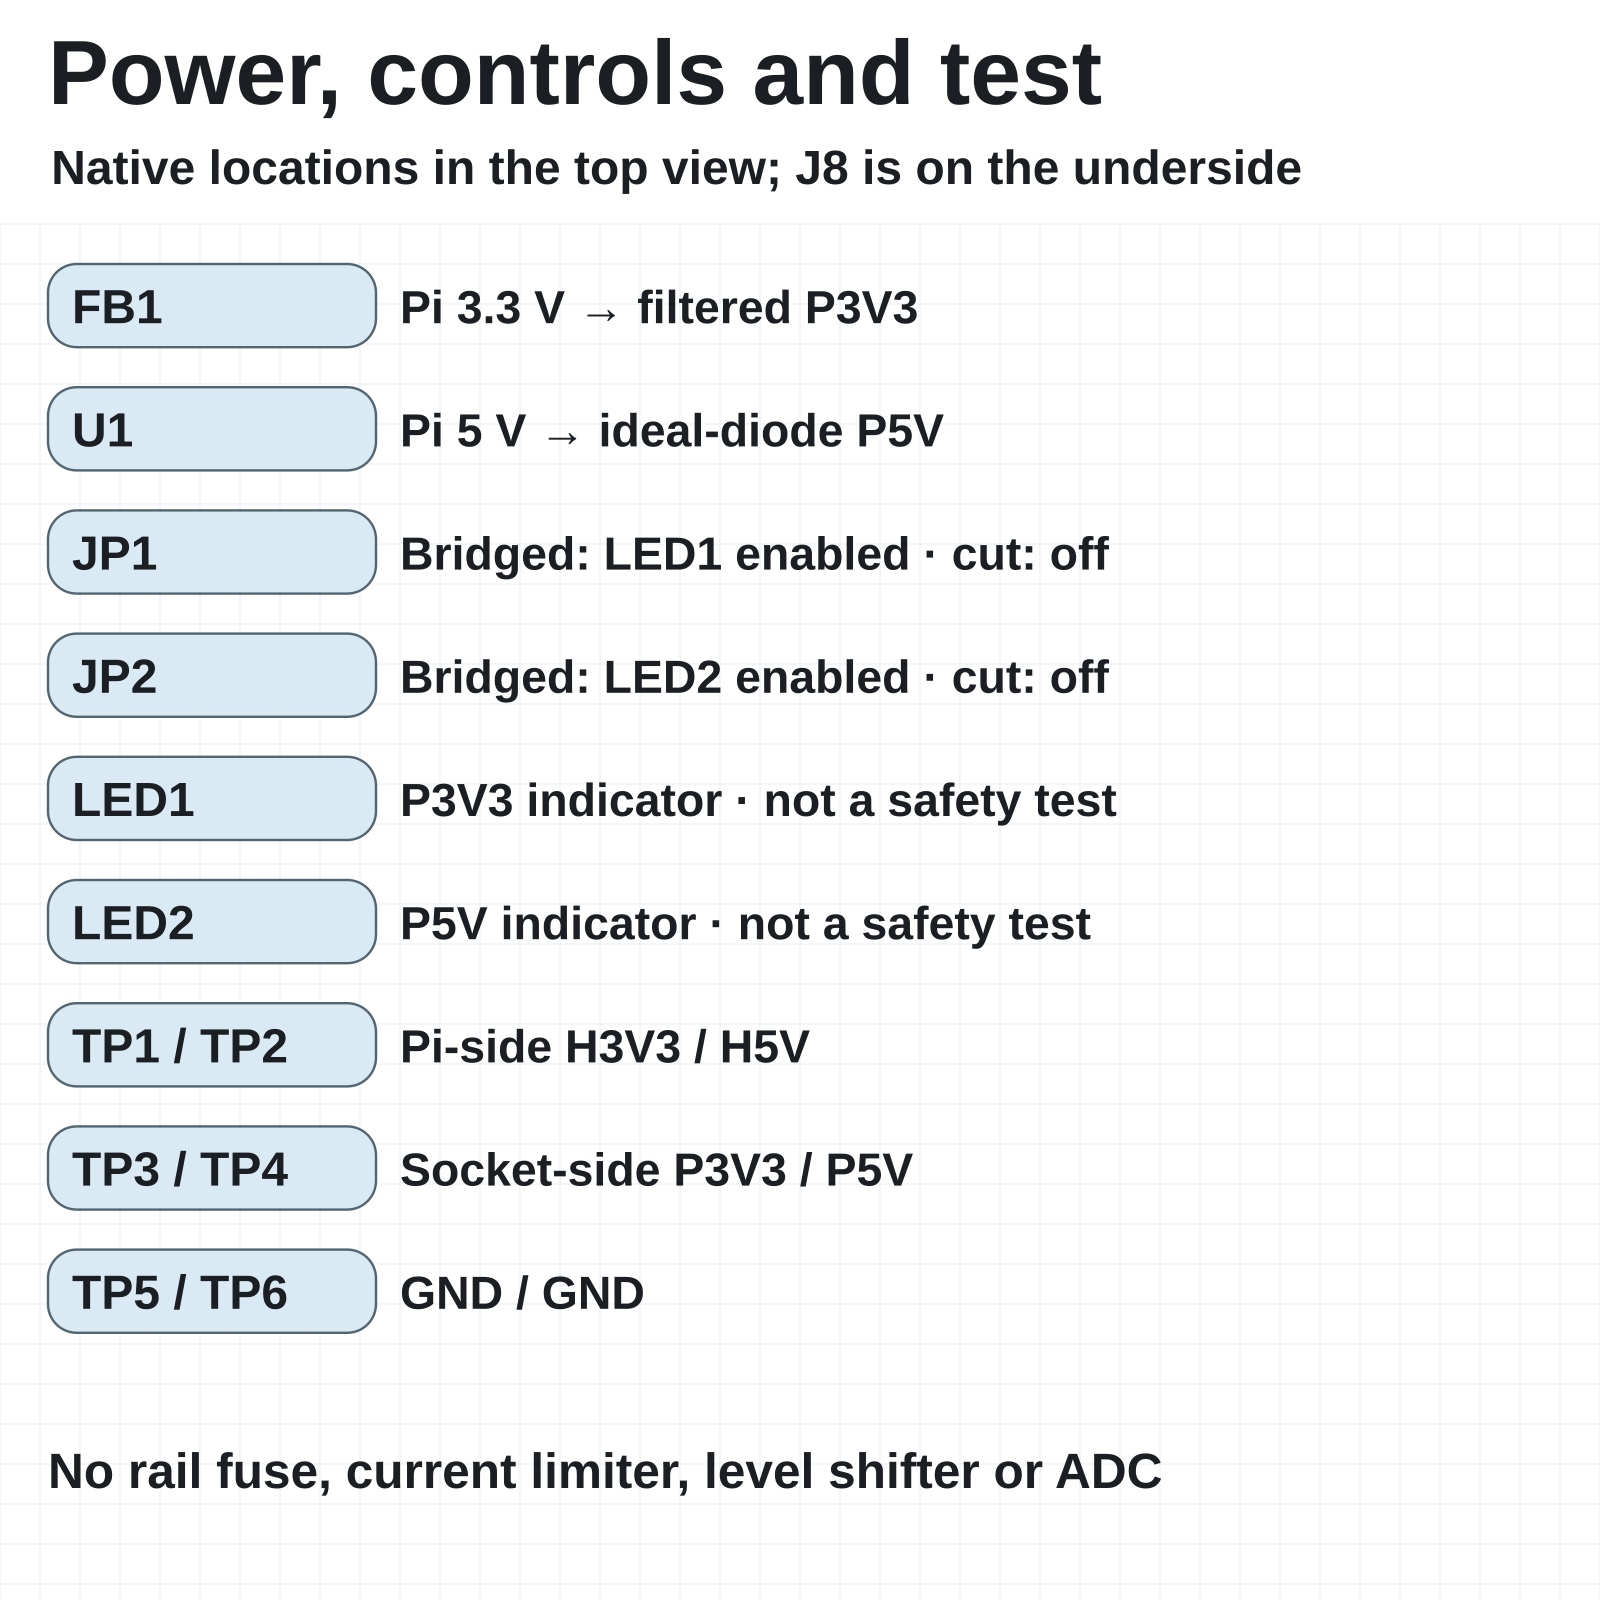 Power, controls and test
Native locations in the top view; J8 is on the underside
FB1 Pi 3.3 V → filtered P3V3
U1 Pi 5 V → ideal-diode P5V
JP1 Bridged: LED1 enabled · cut: off
JP2 Bridged: LED2 enabled · cut: off
LED1 P3V3 indicator · not a safety test
LED2 P5V indicator · not a safety test
TP1 / TP2 Pi-side H3V3 / H5V
TP3 / TP4 Socket-side P3V3 / P5V
TP5 / TP6 GND / GND
No rail fuse, current limiter, level shifter or ADC